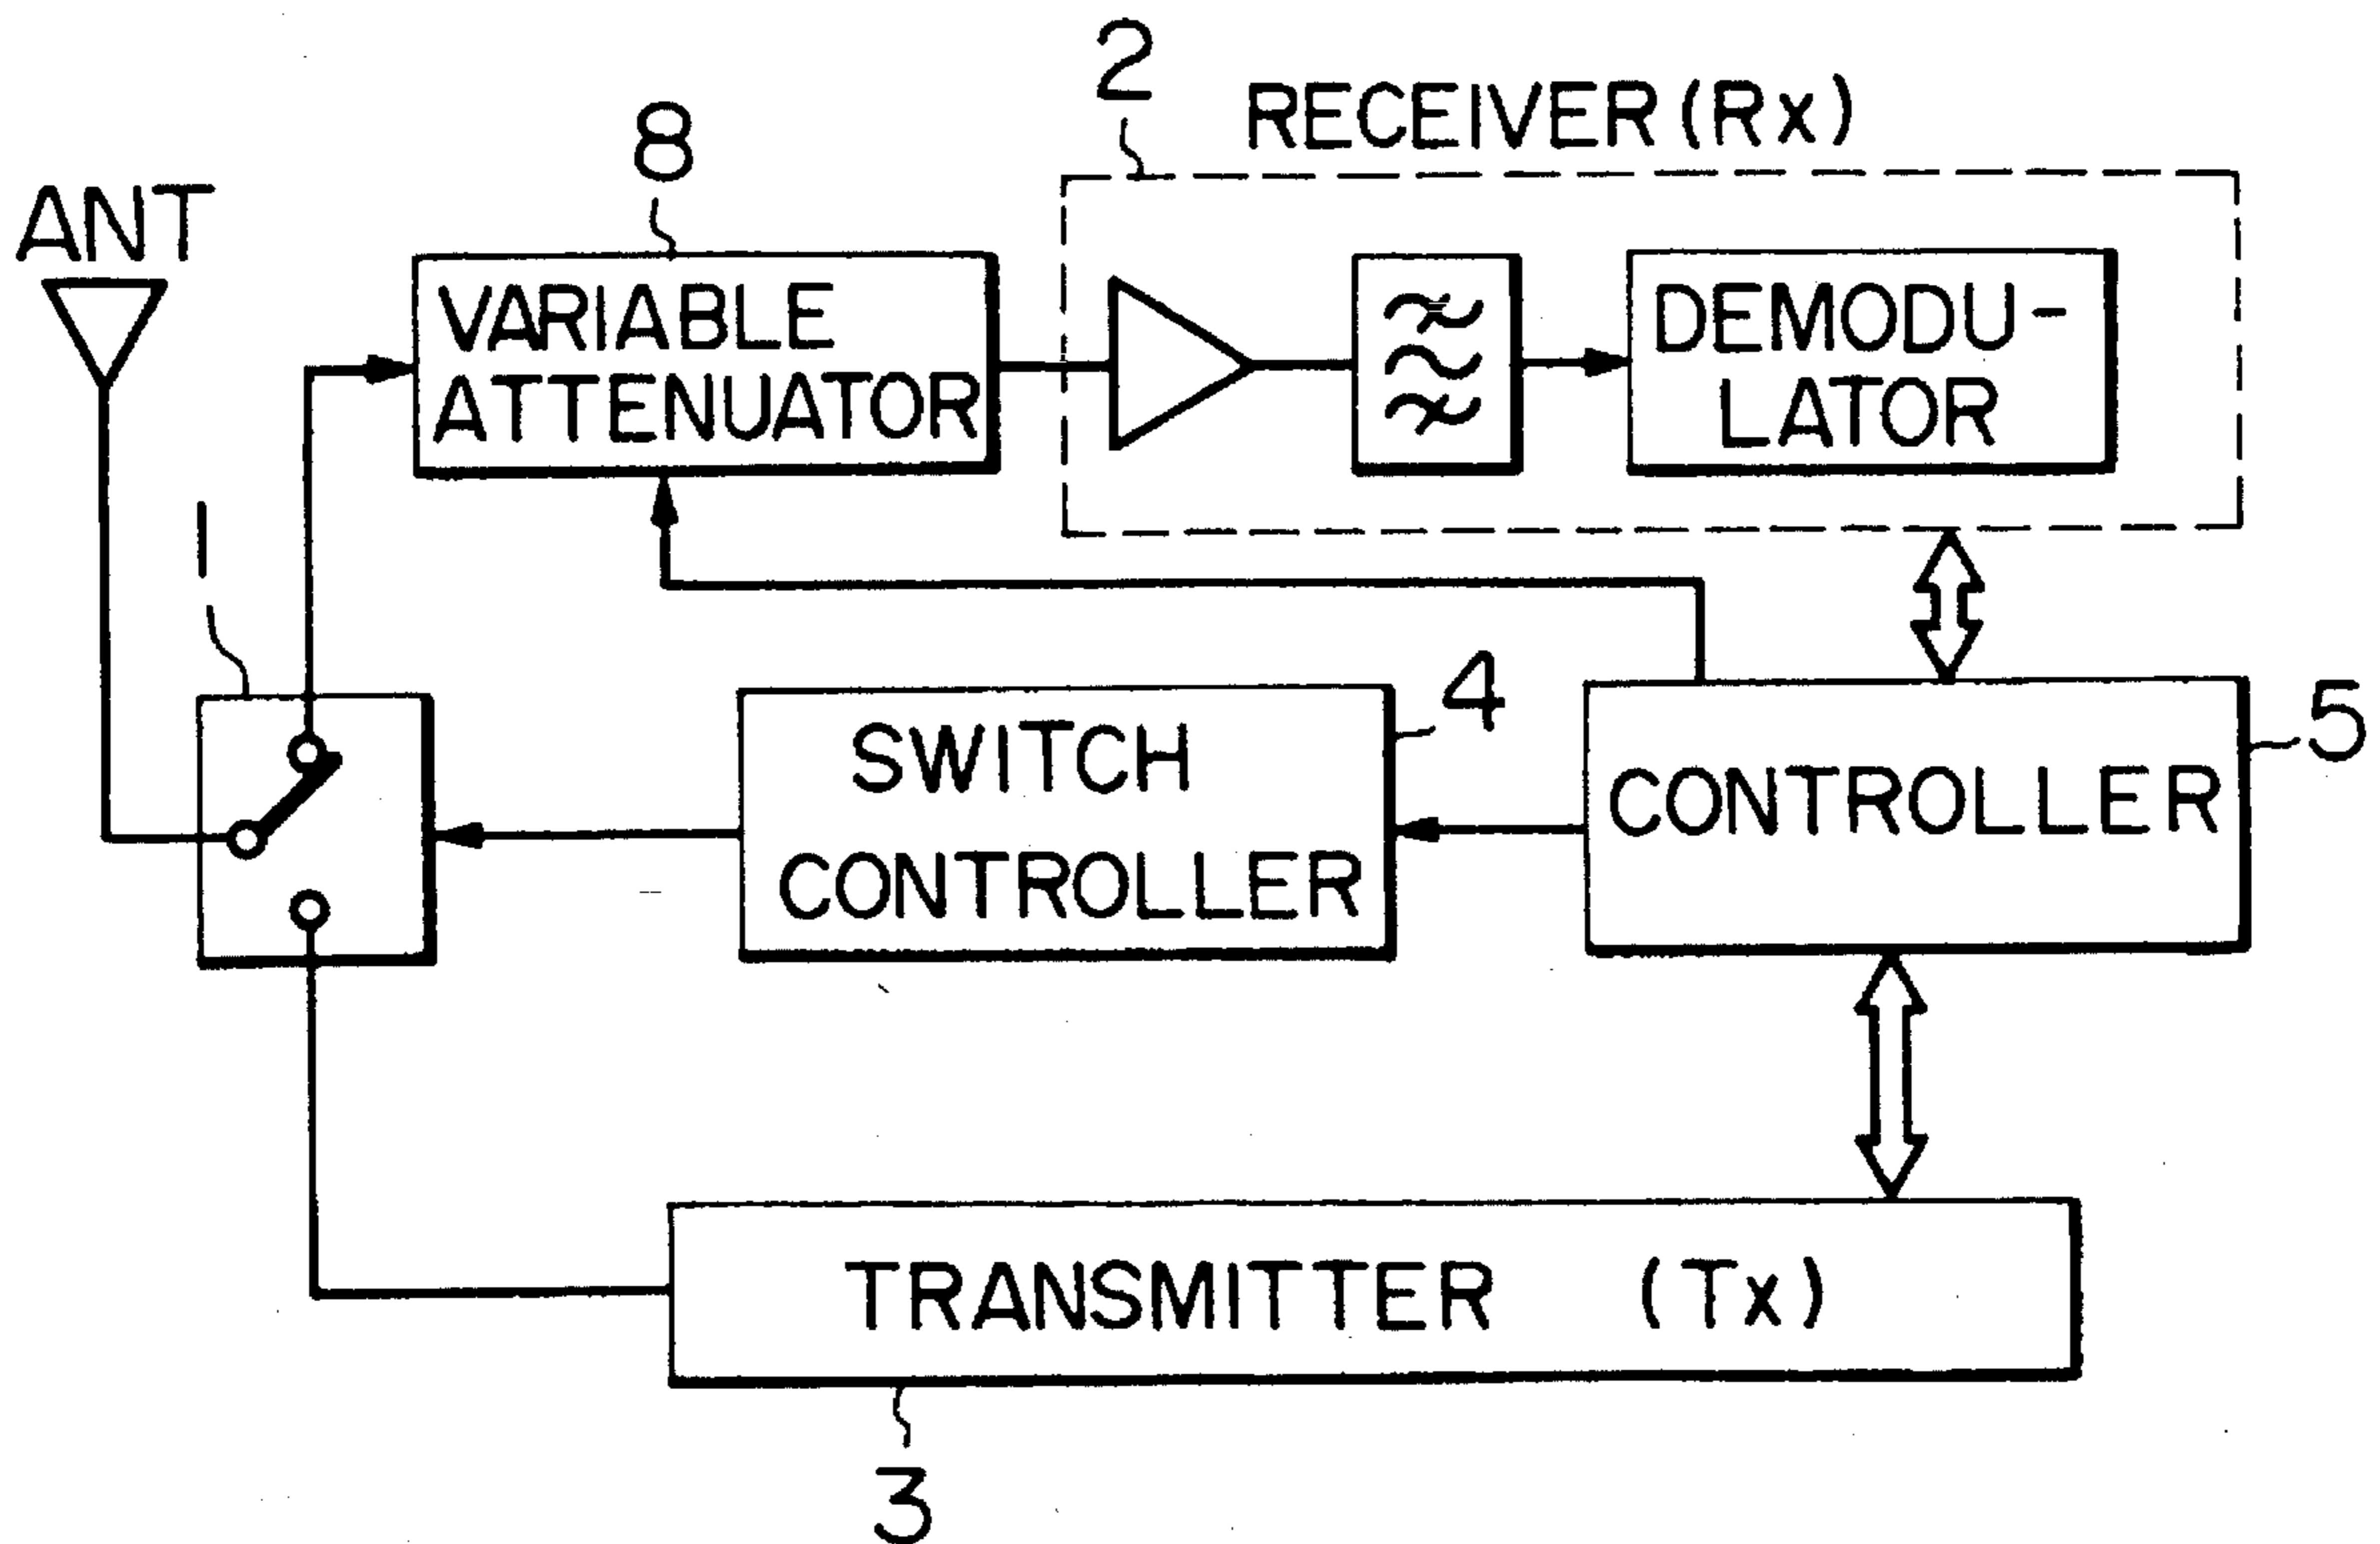 2
RECEIVER (Rx)
8
ANT
VARIABLE
ATTENUATOR
DEMODU-
LATOR
1
4
5
SWITCH
CONTROLLER
CONTROLLER
TRANSMITTER (Tx)
3